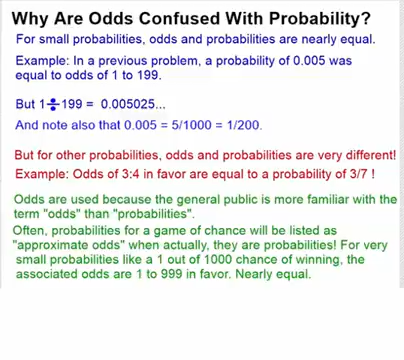 Why Are Odds Confused With Probability?
For small probabilities, odds and probabilities are nearly equal.
Example: In a previous problem, a probability of 0.005 was
equal to odds of 1 to 199.
But 1÷199 = 0.005025...
And note also that 0.005 = 5/1000 = 1/200.
But for other probabilities, odds and probabilities are very different!
Example: Odds of 3:4 in favor are equal to a probability of 3/7 !
Odds are used because the general public is more familiar with the
term "odds" than "probabilities".
Often, probabilities for a game of chance will be listed as
"approximate odds" when actually, they are probabilities! For very
small probabilities like a 1 out of 1000 chance of winning, the
associated odds are 1 to 999 in favor. Nearly equal.